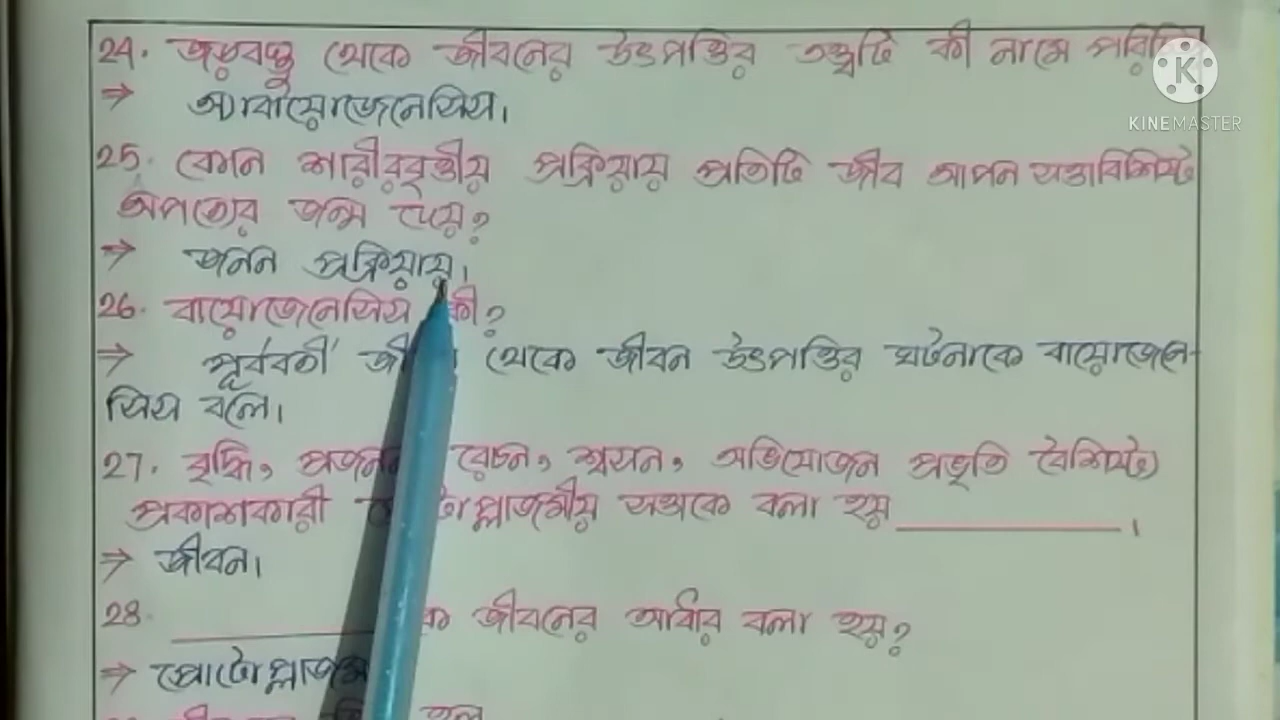 24. জড়বস্তু থেকে জীবনের উৎপত্তির তত্ত্বটি কী নামে
KINEMASTER
⇒ অ্যাবায়োজেনেসিস।
25. কোন শারীরবৃত্তীয় প্রক্রিয়ায় প্রতিটি জীব আপন সত্তাবিশিষ্ট
অপত্যের জন্ম দেয়?
⇒ জনন প্রক্রিয়ায়।
26. বায়োজেনেসিস কী?
⇒ পূর্ববর্তী থেকে জীবন উৎপত্তির ঘটনাকে বায়োজেনে-
সিস বলে।
27. বৃদ্ধি, প্রজনন রেচন, শ্বসন, অভিযোজন প্রভৃতি বৈশিষ্ট্য
প্রকাশকারী সত্তাকে বলা হয় ________।
⇒ জীবন।
28. ________ জীবনের আধার বলা হয়?
⇒ প্রোটোপ্লাজম